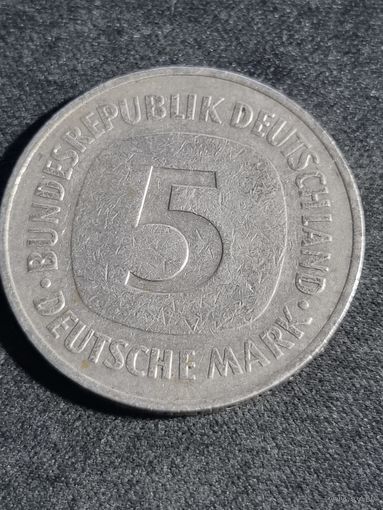 BUNDESREPUBLIK DEUTSCHLAND
5
DEUTSCHE MARK